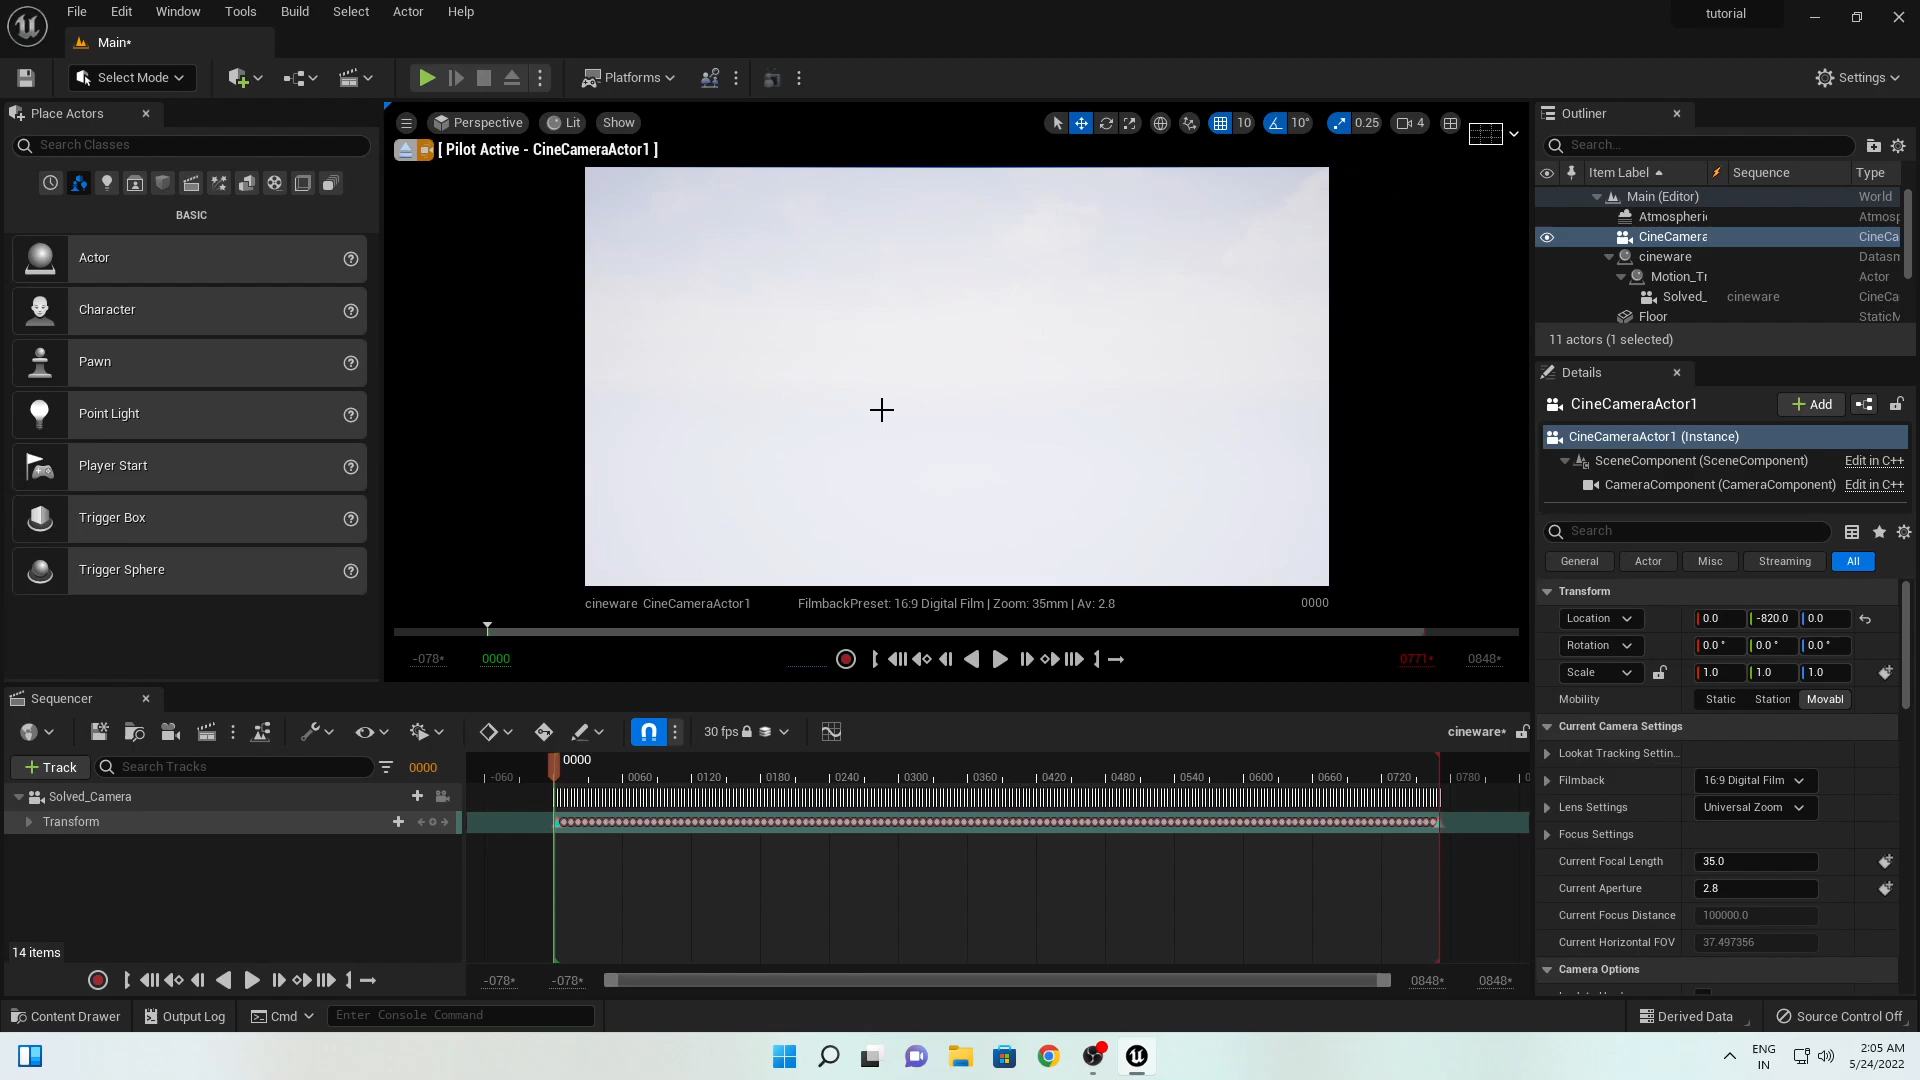 File Edit Window Tools Build Select Actor Help
tutorial
Main*
Select Mode
Platforms
Settings
Place Actors
Search Classes
BASIC
Actor
Character
Pawn
Point Light
Player Start
Trigger Box
Trigger Sphere
Perspective Lit Show
10 10° 0.25 4
[ Pilot Active - CineCameraActor1 ]
cineware CineCameraActor1 FilmbackPreset: 16:9 Digital Film | Zoom: 35mm | Av: 2.8 0000
-078* 0000 0771* 0848*
Outliner
Search...
Item Label Sequence Type
Main (Editor) World
Atmospheri Atmosp
CineCamera CineCa
cineware Datasm
Motion_Tr Actor
Solved_ cineware CineCa
Floor StaticM
11 actors (1 selected)
Details
CineCameraActor1 Add
CineCameraActor1 (Instance)
SceneComponent (SceneComponent) Edit in C++
CameraComponent (CameraComponent) Edit in C++
Search
General Actor Misc Streaming All
Transform
Location 0.0 -820.0 0.0
Rotation 0.0 ° 0.0 ° 0.0 °
Scale 1.0 1.0 1.0
Mobility Static Station Movabl
Current Camera Settings
Lookat Tracking Settin...
Filmback 16:9 Digital Film
Lens Settings Universal Zoom
Focus Settings
Current Focal Length 35.0
Current Aperture 2.8
Current Focus Distance 100000.0
Current Horizontal FOV 37.497356
Camera Options
Sequencer
30 fps cineware*
Track Search Tracks 0000
0000
-060 0060 0120 0180 0240 0300 0360 0420 0480 0540 0600 0660 0720 0780
Solved_Camera
Transform
14 items
-078* -078* 0848* 0848*
Content Drawer Output Log Cmd Enter Console Command
Derived Data Source Control Off
ENG
IN
2:05 AM
5/24/2022